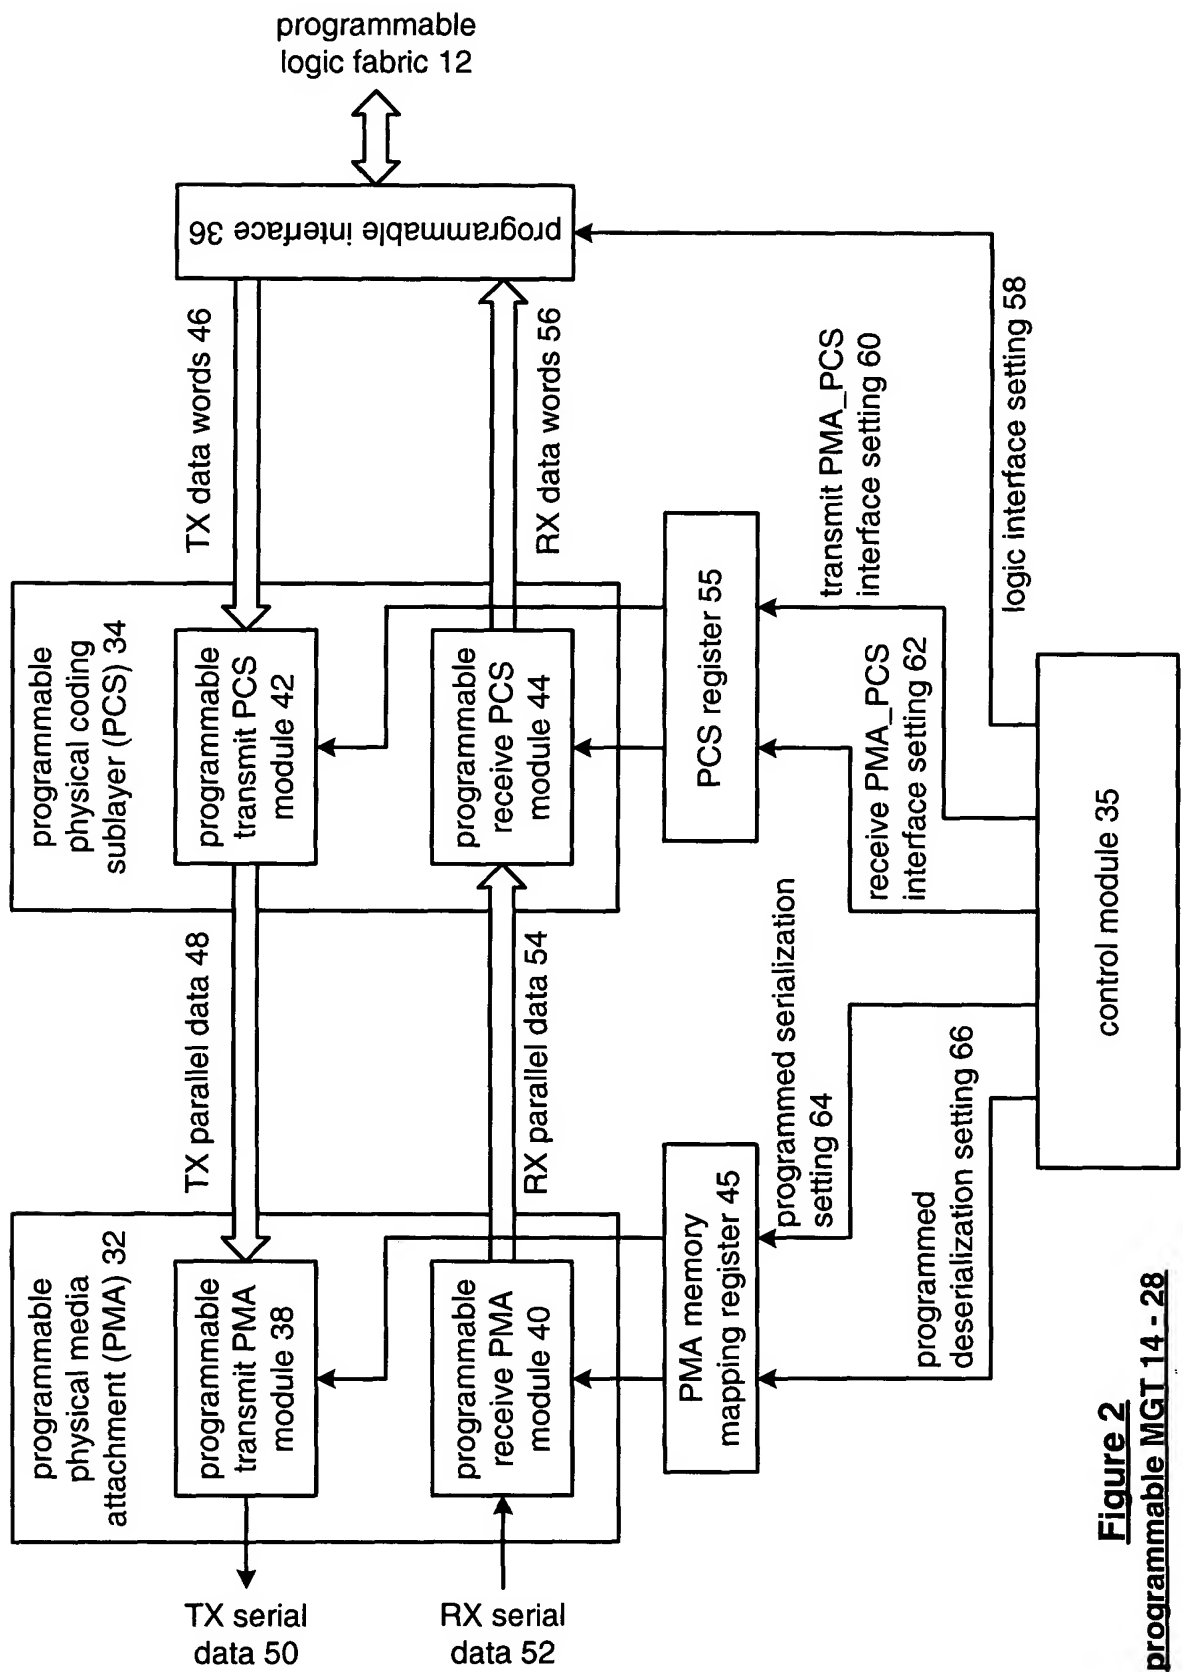 programmable
logic fabric 12
programmable interface 36
TX data words 46
RX data words 56
programmable
physical coding
sublayer (PCS) 34
programmable
transmit PCS
module 42
programmable
receive PCS
module 44
PCS register 55
transmit PMA_PCS
interface setting 60
receive PMA_PCS
interface setting 62
logic interface setting 58
TX parallel data 48
RX parallel data 54
programmable
physical media
attachment (PMA) 32
programmable
transmit PMA
module 38
programmable
receive PMA
module 40
PMA memory
mapping register 45
programmed serialization
setting 64
programmed
deserialization setting 66
control module 35
TX serial
data 50
RX serial
data 52
Figure 2
programmable MGT 14 - 28